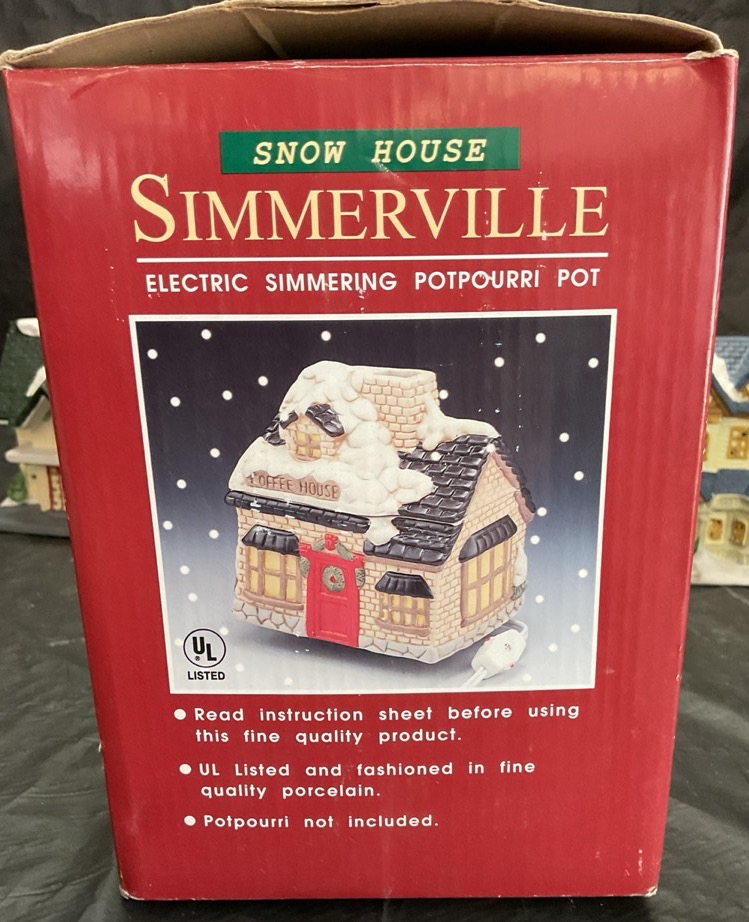 SNOW HOUSE
SIMMERVILLE
ELECTRIC SIMMERING POTPOURRI POT
COFFEE HOUSE
UL
®
LISTED
● Read instruction sheet before using
this fine quality product.
● UL Listed and fashioned in fine
quality porcelain.
● Potpourri not included.